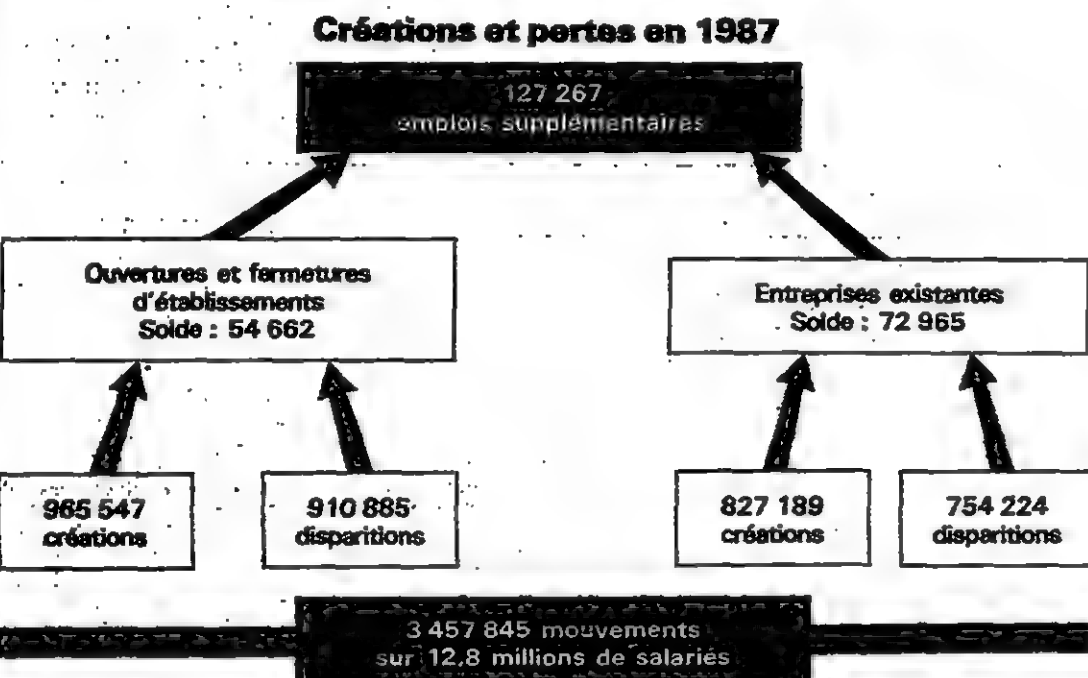 Créations et pertes en 1987
127 267
emplois supplémentaires
Ouvertures et fermetures
d'établissements
Solde : 54 662
Entreprises existantes
Solde : 72 965
965 547
créations
910 885
disparitions
827 189
créations
754 224
disparitions
3 457 845 mouvements
sur 12,8 millions de salariés